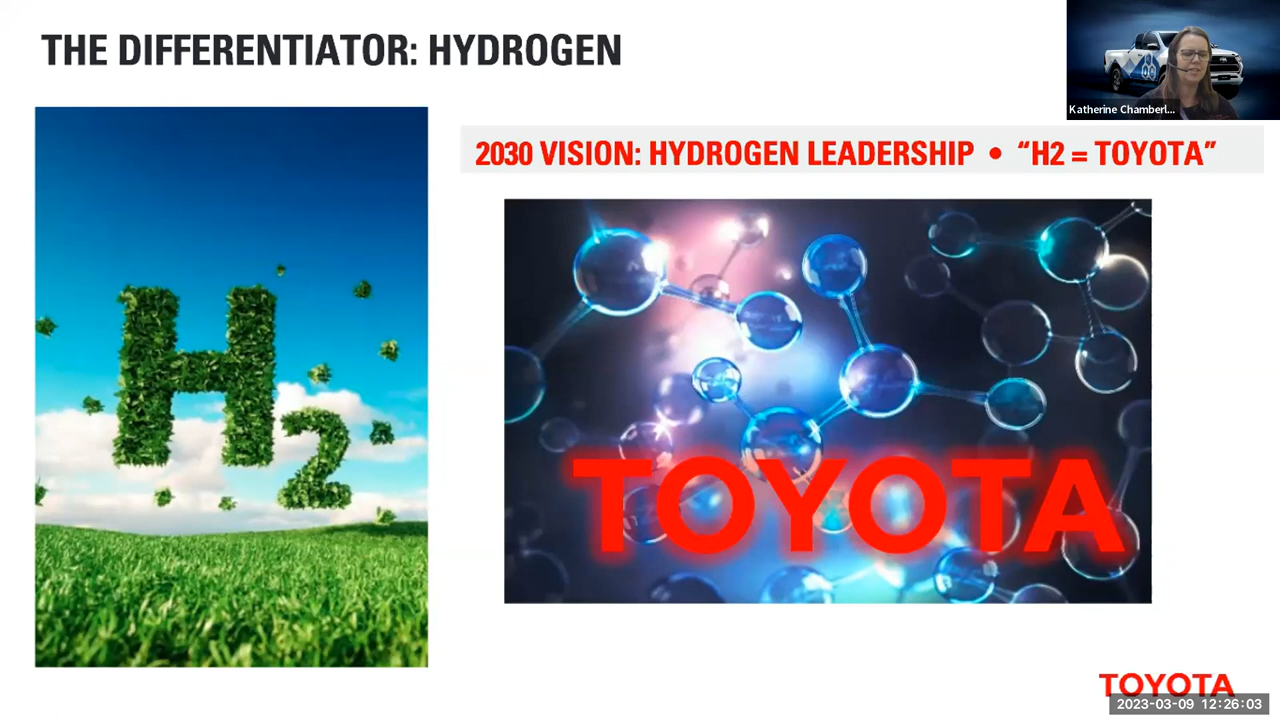 THE DIFFERENTIATOR: HYDROGEN
Katherine Chamberl...
2030 VISION: HYDROGEN LEADERSHIP • “H2 = TOYOTA”
H2
TOYOTA
TOYOTA
2023-03-09 12:26:03